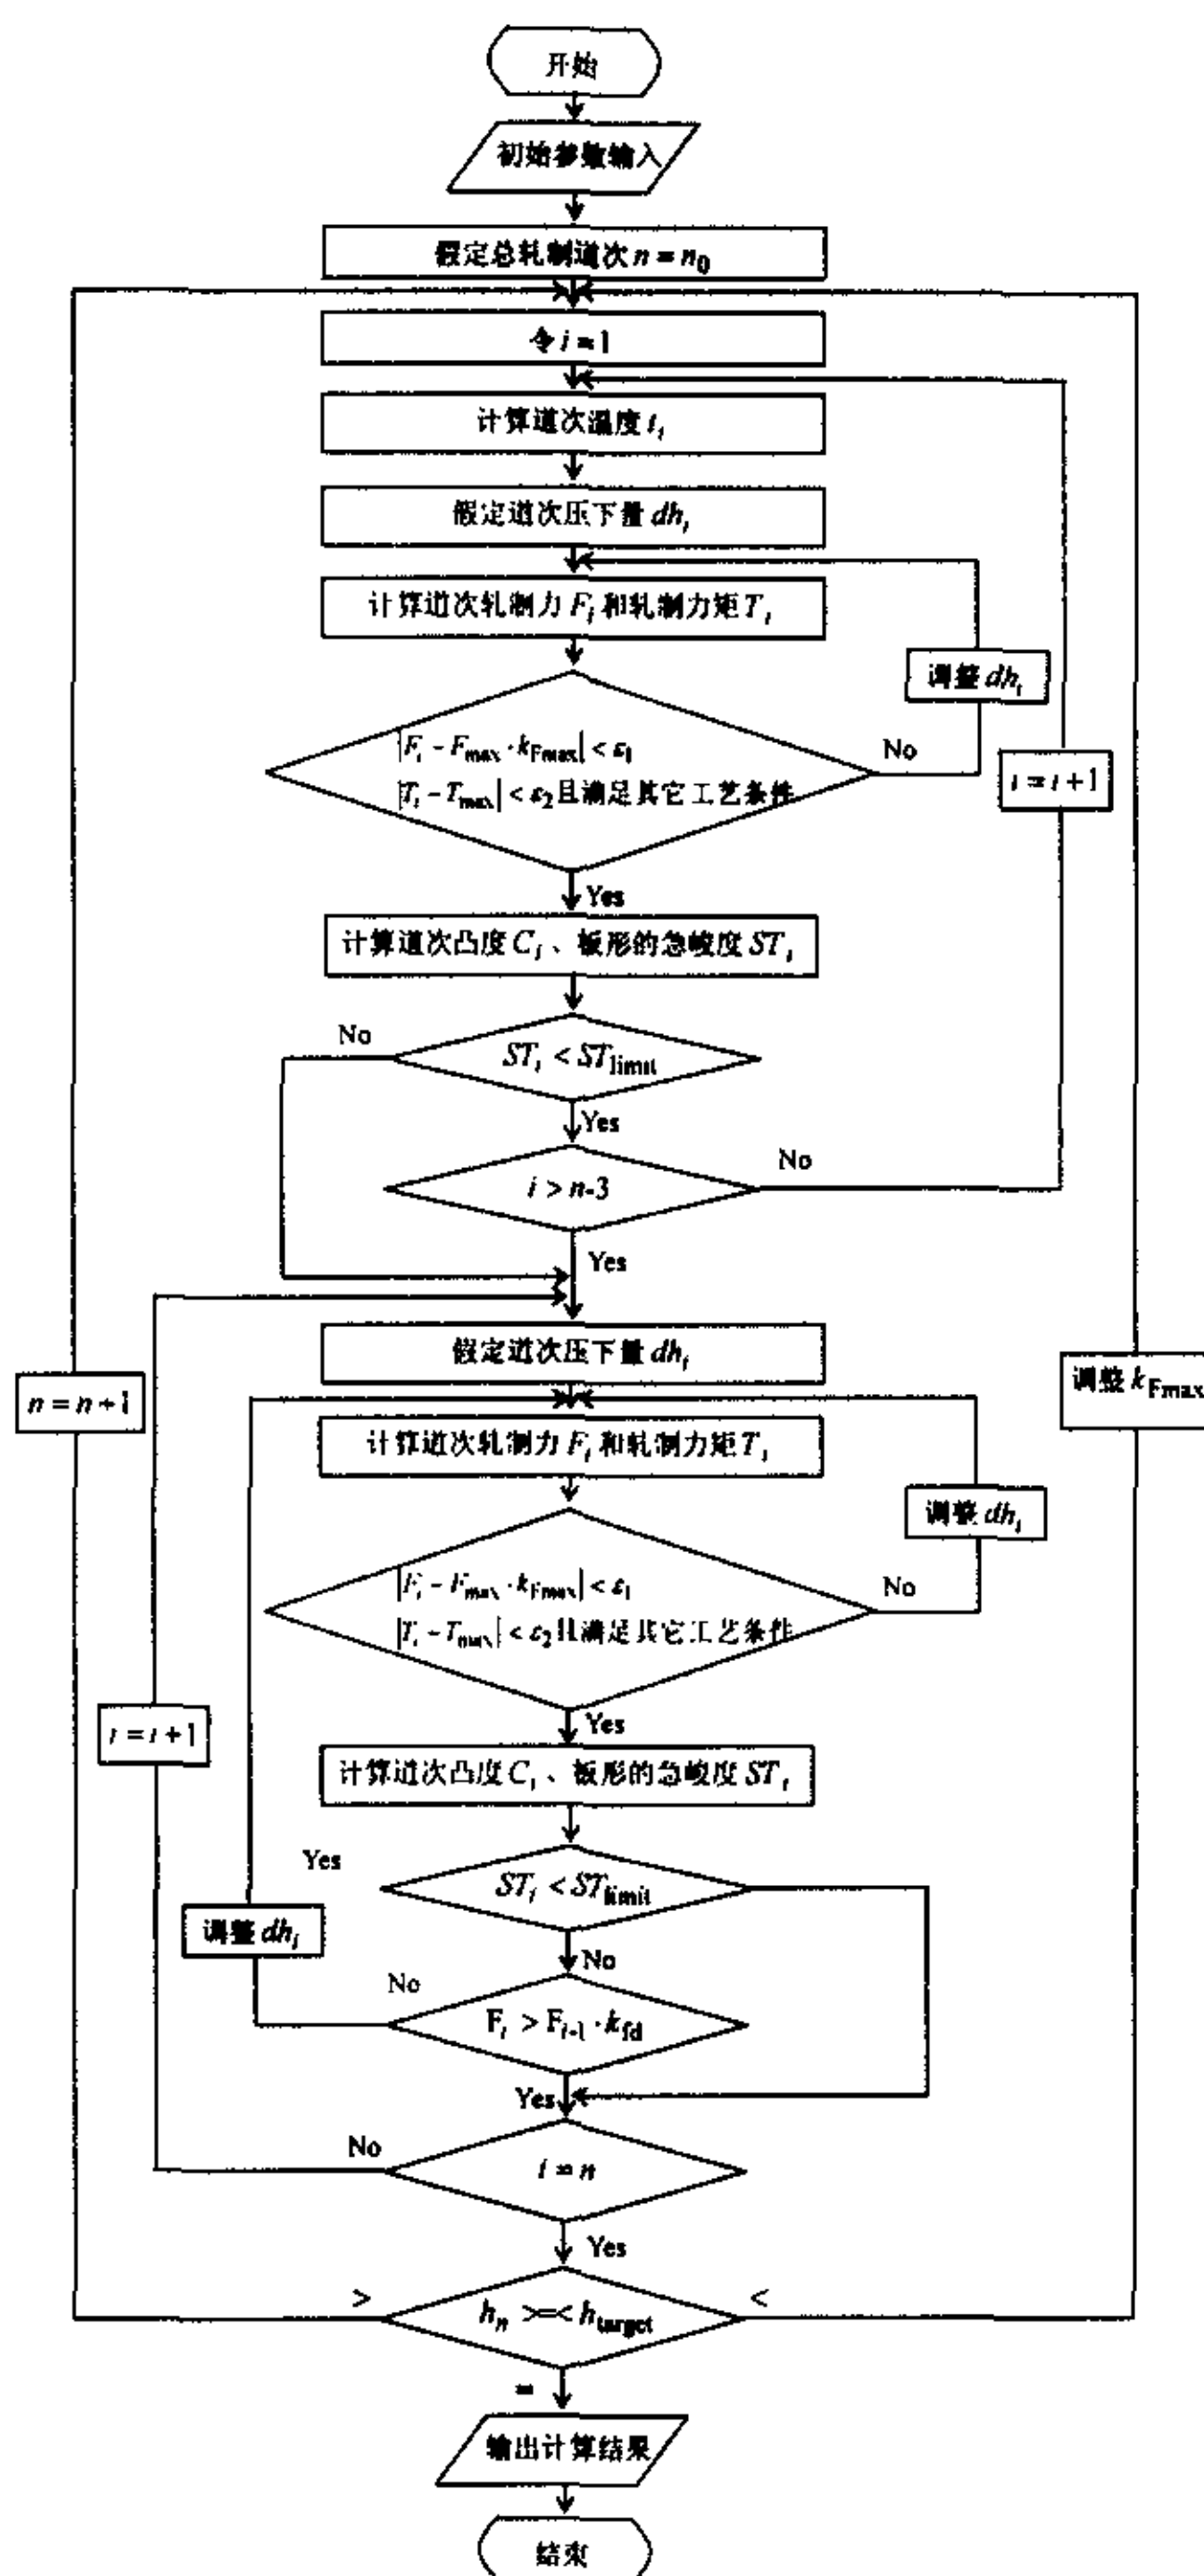 开始
初始参数输入
假定总轧制道次 n = n₀
令 i = 1
计算道次温度 tᵢ
假定道次压下量 dhᵢ
计算道次轧制力 Fᵢ 和轧制力矩 Tᵢ
调整 dhᵢ
|Fᵢ - Fmax · kFmax| < ε₁
No
|Tᵢ - Tmax| < ε₂ 且满足其它工艺条件
i = i + 1
Yes
计算道次凸度 Cᵢ 、板形的急峻度 STᵢ
No
STᵢ < STlimit
Yes
No
i > n-3
Yes
假定道次压下量 dhᵢ
n = n + 1
调整 kFmax
计算道次轧制力 Fᵢ 和轧制力矩 Tᵢ
调整 dhᵢ
|Fᵢ - Fmax · kFmax| < ε₁
No
|Tᵢ - Tmax| < ε₂ 且满足其它工艺条件
Yes
i = i + 1
计算道次凸度 Cᵢ 、板形的急峻度 STᵢ
Yes
STᵢ < STlimit
调整 dhᵢ
No
No
Fᵢ > Fᵢ₋₁ · kfd
Yes
No
i = n
Yes
>
hₙ >=< htarget
<
=
输出计算结果
结束